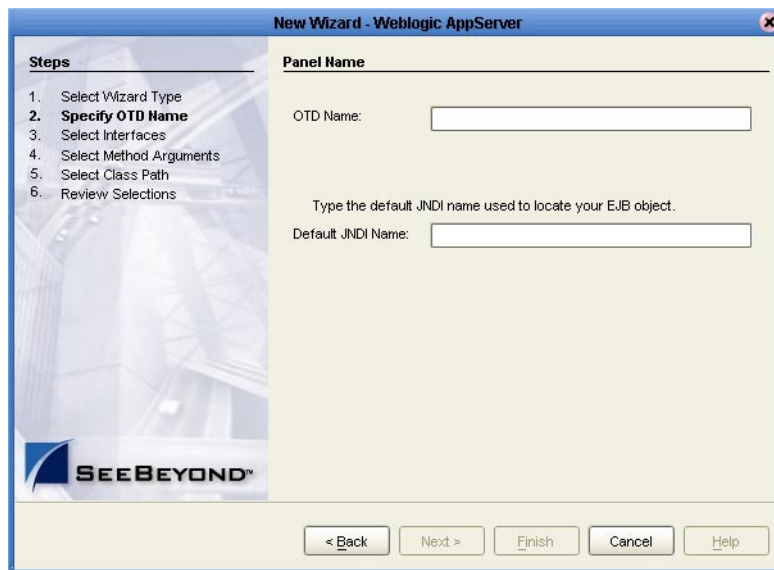 New Wizard - Weblogic AppServer
Steps
1. Select Wizard Type
2. Specify OTD Name
3. Select Interfaces
4. Select Method Arguments
5. Select Class Path
6. Review Selections
SEEBEYOND™
Panel Name
OTD Name:
Type the default JNDI name used to locate your EJB object.
Default JNDI Name:
< Back Next > Finish Cancel Help